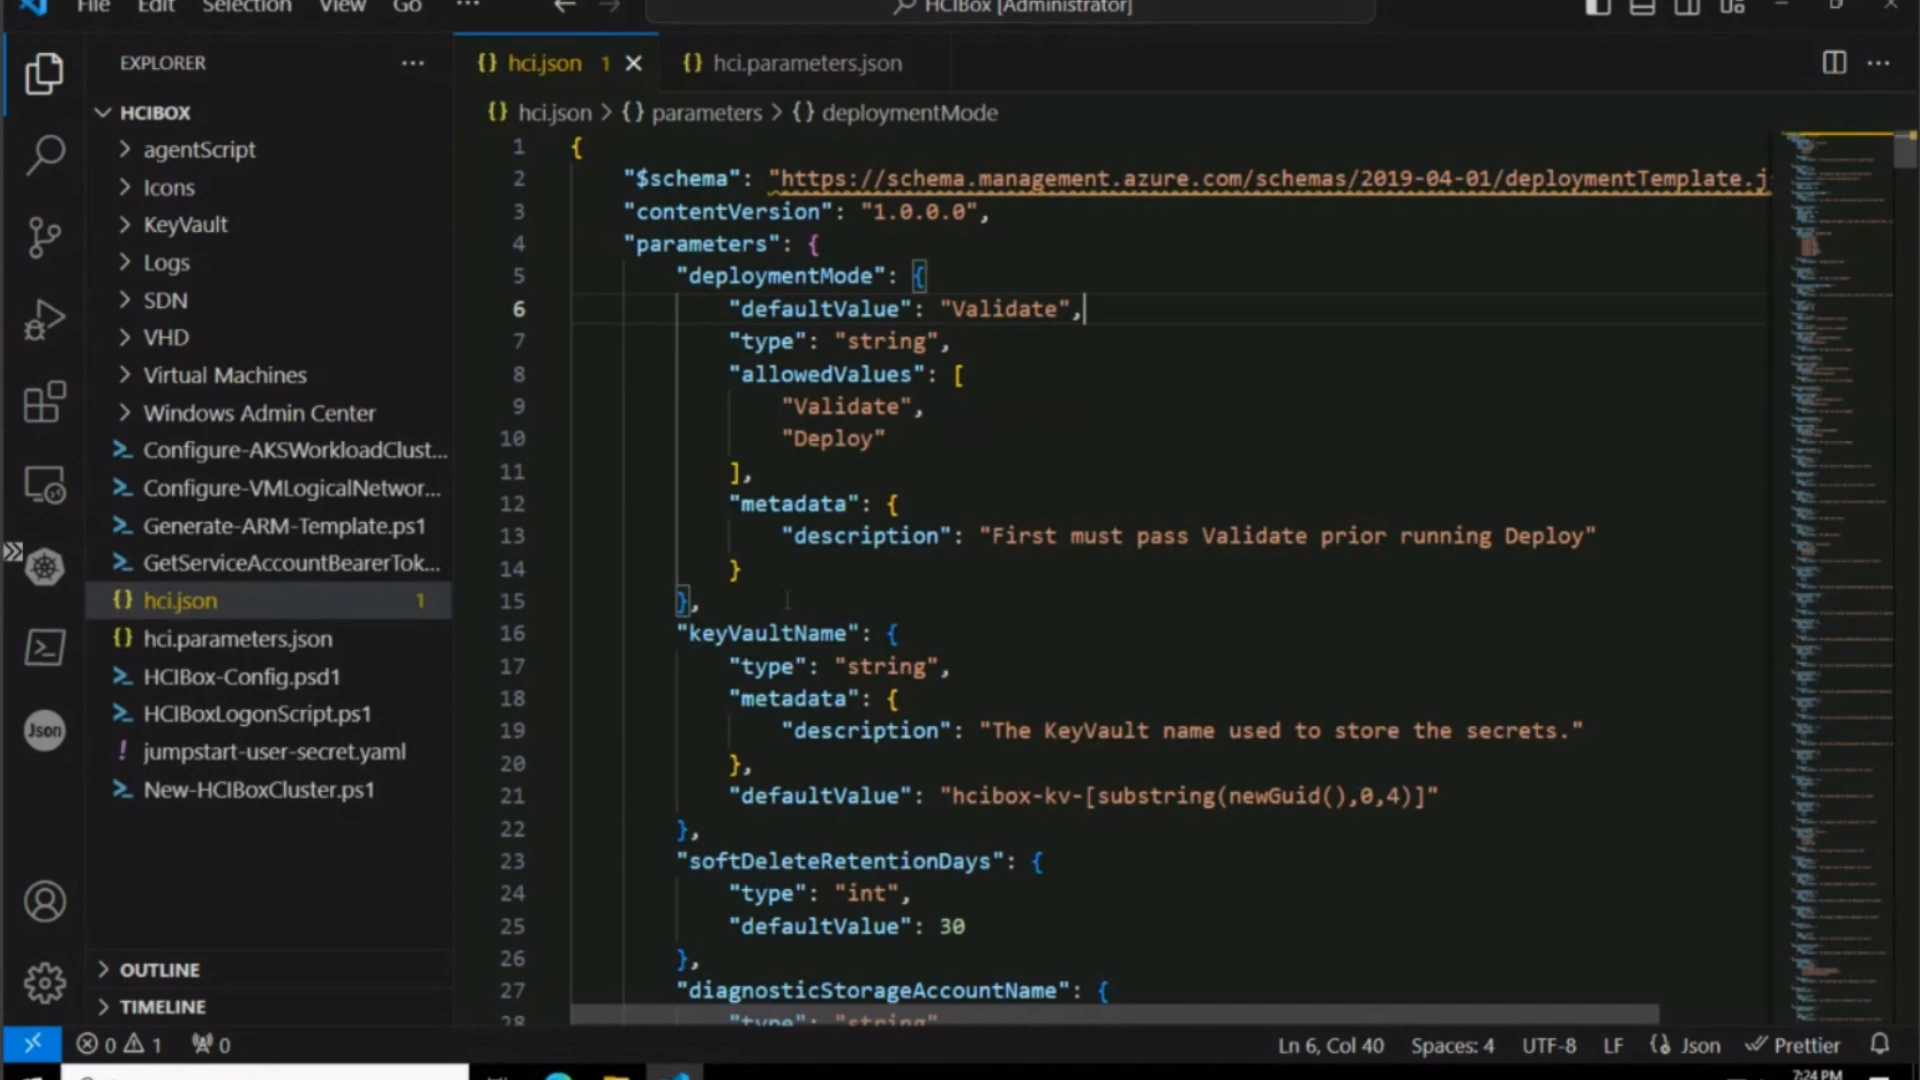 File Edit Selection View Go ··· HCIBox [Administrator]
EXPLORER ···
HCIBOX
agentScript
Icons
KeyVault
Logs
SDN
VHD
Virtual Machines
Windows Admin Center
Configure-AKSWorkloadClust...
Configure-VMLogicalNetwor...
Generate-ARM-Template.ps1
GetServiceAccountBearerTok...
{} hci.json 1
{} hci.parameters.json
HCIBox-Config.psd1
HCIBoxLogonScript.ps1
! jumpstart-user-secret.yaml
New-HCIBoxCluster.ps1
OUTLINE
TIMELINE
Json
{} hci.json 1 {} hci.parameters.json
{} hci.json > {} parameters > {} deploymentMode
1 {
2 "$schema": "https://schema.management.azure.com/schemas/2019-04-01/deploymentTemplate.j
3 "contentVersion": "1.0.0.0",
4 "parameters": {
5 "deploymentMode": {
6 "defaultValue": "Validate",
7 "type": "string",
8 "allowedValues": [
9 "Validate",
10 "Deploy"
11 ],
12 "metadata": {
13 "description": "First must pass Validate prior running Deploy"
14 }
15 },
16 "keyVaultName": {
17 "type": "string",
18 "metadata": {
19 "description": "The KeyVault name used to store the secrets."
20 },
21 "defaultValue": "hcibox-kv-[substring(newGuid(),0,4)]"
22 },
23 "softDeleteRetentionDays": {
24 "type": "int",
25 "defaultValue": 30
26 },
27 "diagnosticStorageAccountName": {
28 "type": "string"
0 1 0 Ln 6, Col 40 Spaces: 4 UTF-8 LF Json Prettier
7:24 PM